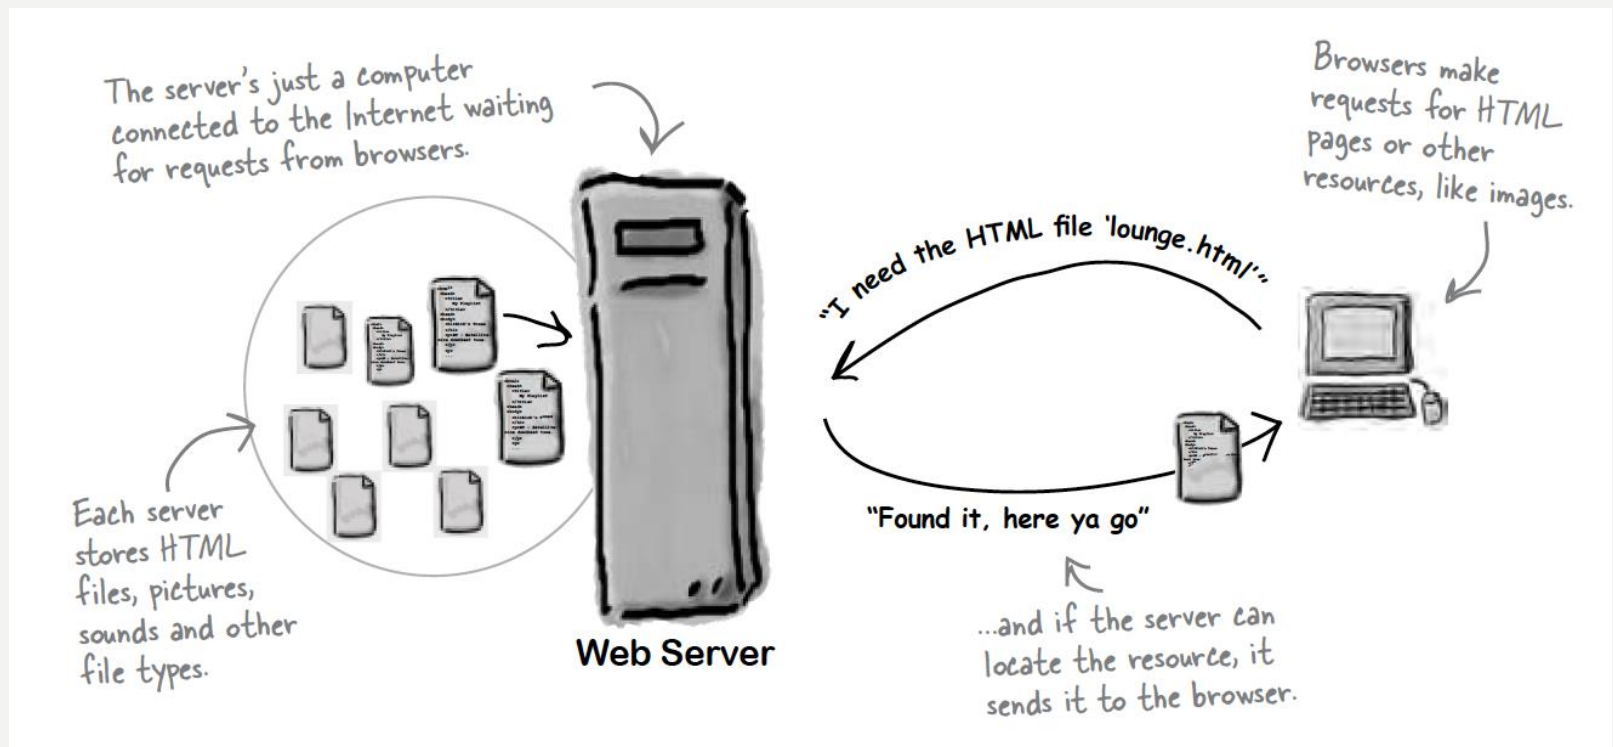 The server's just a computer
connected to the Internet waiting
for requests from browsers.
Browsers make
requests for HTML
pages or other
resources, like images.
“I need the HTML file 'lounge.html'”
“Found it, here ya go”
Each server
stores HTML
files, pictures,
sounds and other
file types.
Web Server
...and if the server can
locate the resource, it
sends it to the browser.